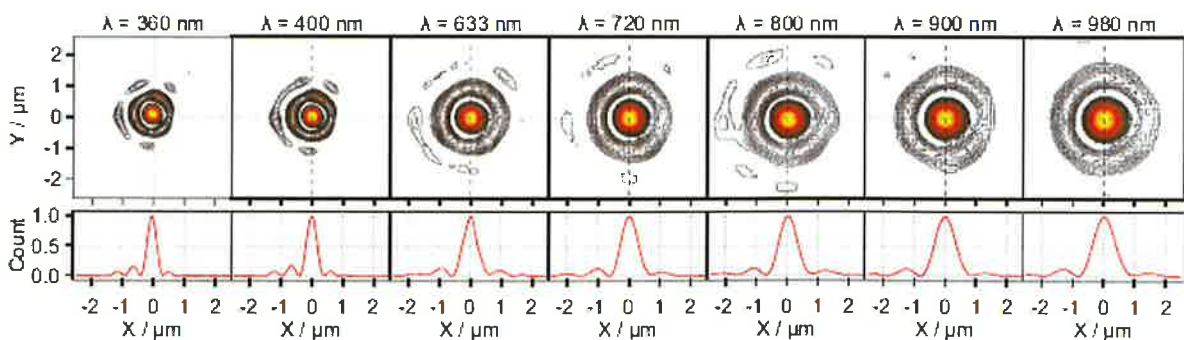 λ = 360 nm λ = 400 nm λ = 633 nm λ = 720 nm λ = 800 nm λ = 900 nm λ = 980 nm
2
1
0
-1
-2
Y / µm
1.0
0.5
0.0
Count
-2 -1 0 1 2 -2 -1 0 1 2 -2 -1 0 1 2 -2 -1 0 1 2 -2 -1 0 1 2 -2 -1 0 1 2 -2 -1 0 1 2
X / µm X / µm X / µm X / µm X / µm X / µm X / µm